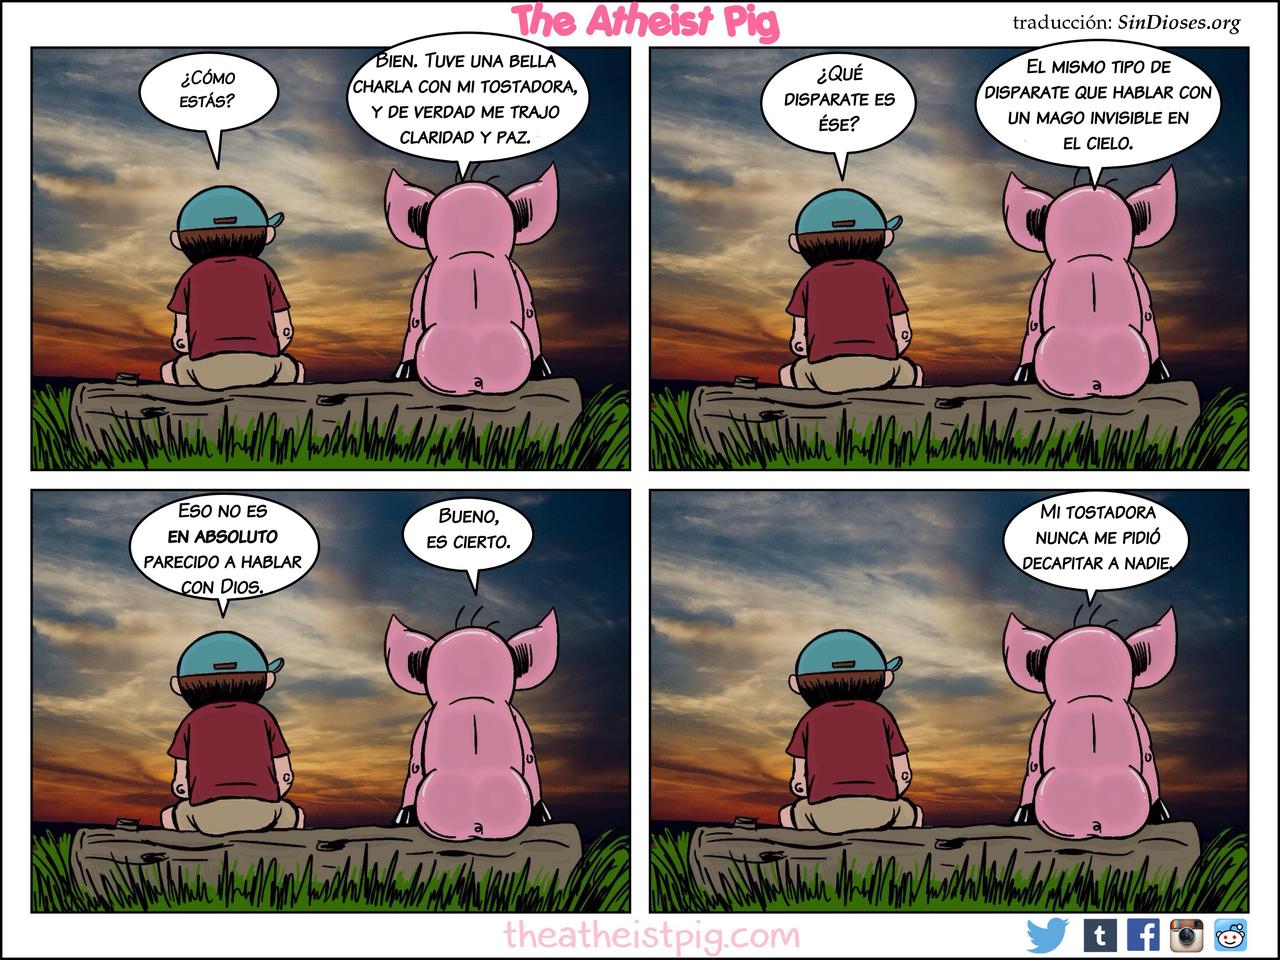 The Atheist Pig
traducción: SinDioses.org
¿Cómo
estás?
Bien. Tuve una bella
charla con mi tostadora,
y de verdad me trajo
claridad y paz.
¿Qué
disparate es
ése?
El mismo tipo de
disparate que hablar con
un mago invisible en
el cielo.
Eso no es
en absoluto
parecido a hablar
con Dios.
Bueno,
es cierto.
Mi tostadora
nunca me pidió
decapitar a nadie.
theatheistpig.com